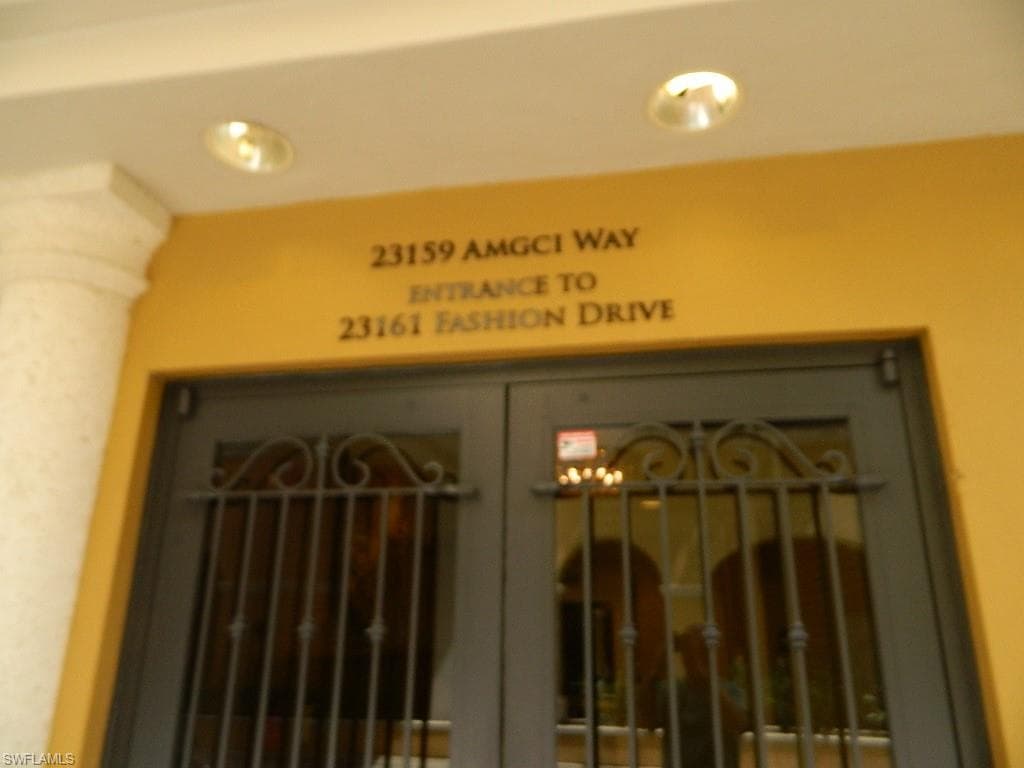 23159 AMGCI WAY
ENTRANCE TO
23161 FASHION DRIVE
SWFLAMLS